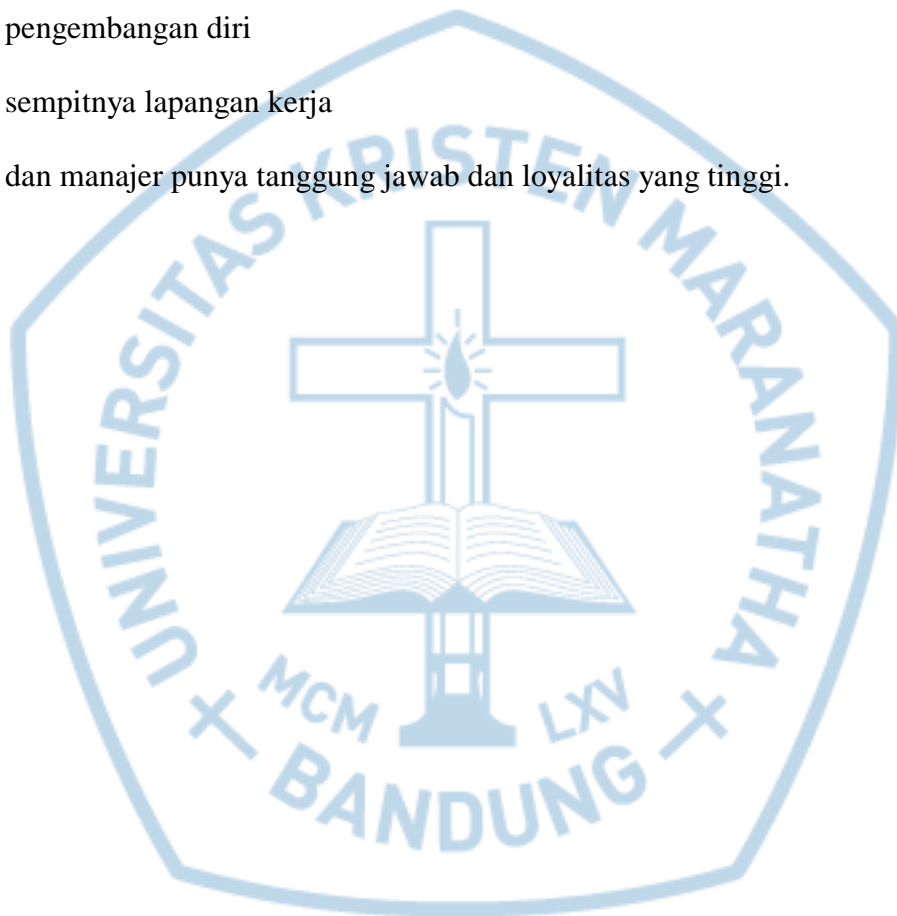 pengembangan diri
sempitnya lapangan kerja
dan manajer punya tanggung jawab dan loyalitas yang tinggi.
UNIVERSITAS KRISTEN MARANATHA
MCM LXV
BANDUNG